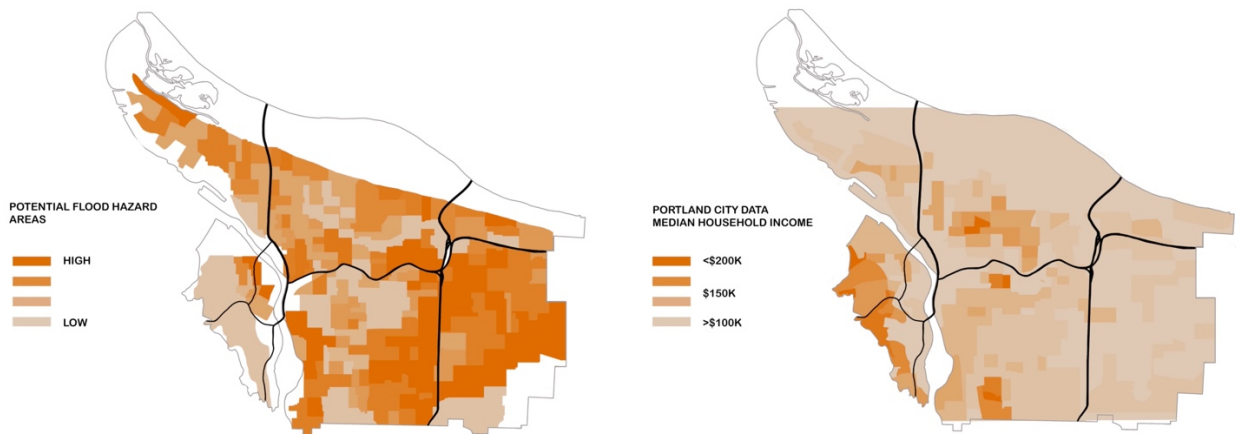 POTENTIAL FLOOD HAZARD
AREAS
HIGH
LOW
PORTLAND CITY DATA
MEDIAN HOUSEHOLD INCOME
<$200K
$150K
>$100K